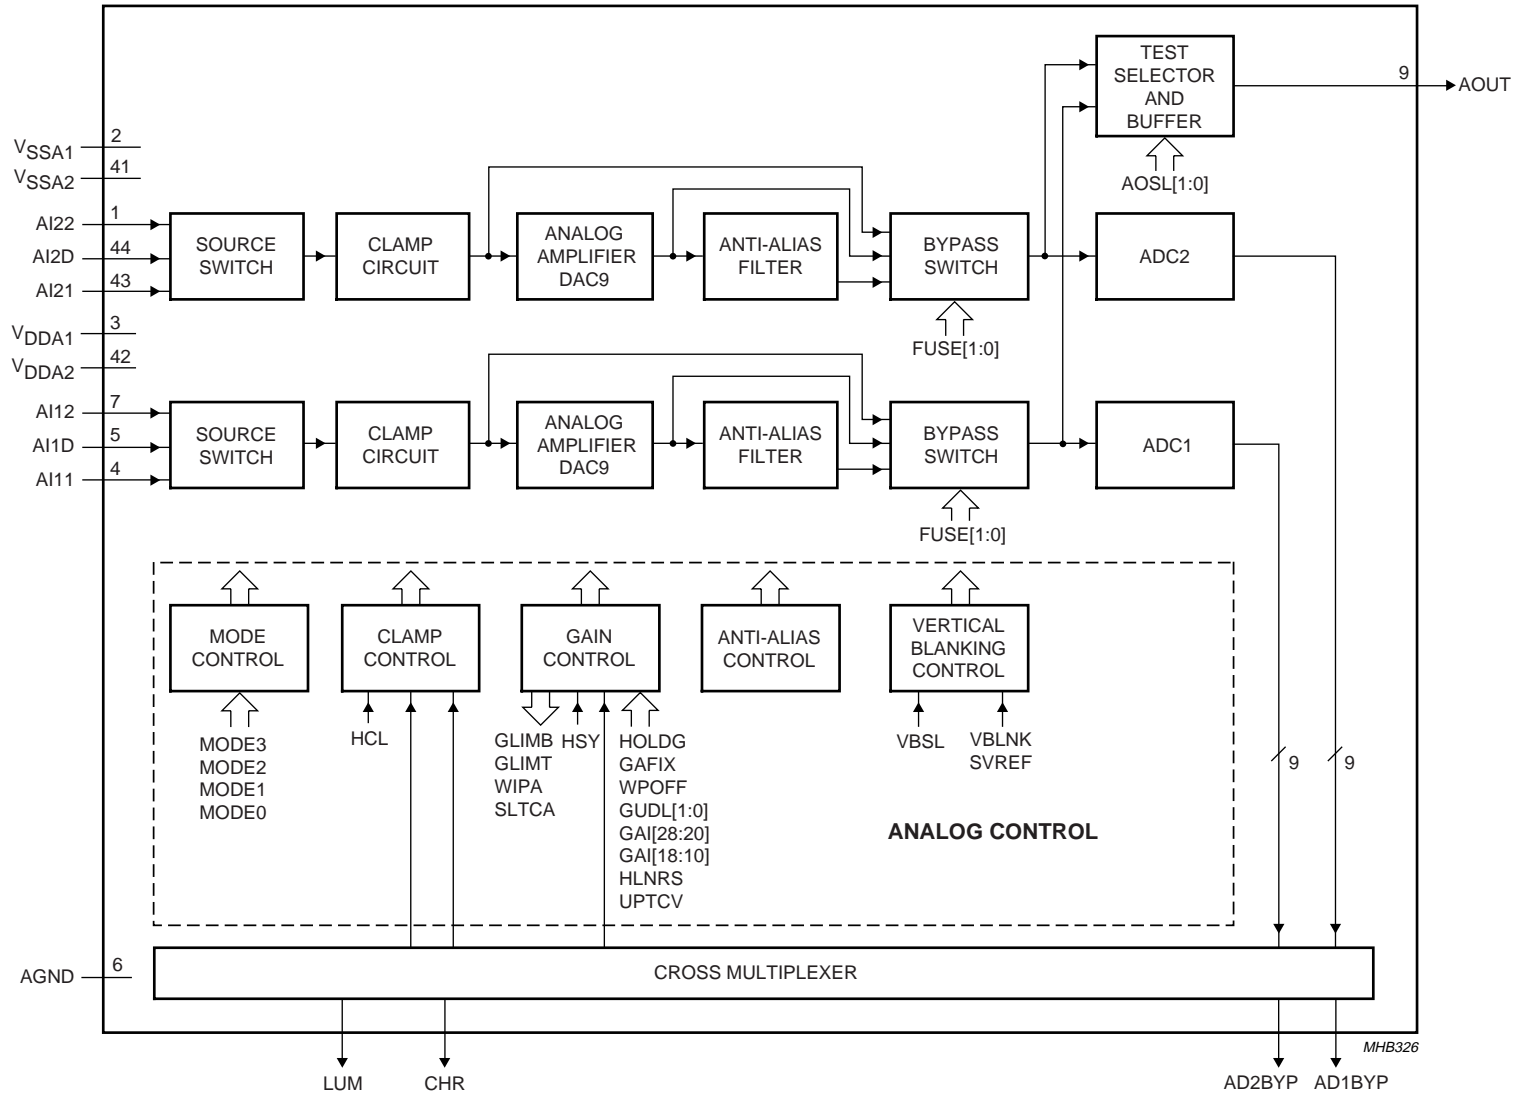 TEST
SELECTOR
AND
BUFFER
9
AOUT
AOSL[1:0]
2
VSSA1
41
VSSA2
1
AI22
44
AI2D
43
AI21
SOURCE
SWITCH
CLAMP
CIRCUIT
ANALOG
AMPLIFIER
DAC9
ANTI-ALIAS
FILTER
BYPASS
SWITCH
ADC2
FUSE[1:0]
3
VDDA1
42
VDDA2
7
AI12
5
AI1D
4
AI11
SOURCE
SWITCH
CLAMP
CIRCUIT
ANALOG
AMPLIFIER
DAC9
ANTI-ALIAS
FILTER
BYPASS
SWITCH
ADC1
FUSE[1:0]
MODE
CONTROL
CLAMP
CONTROL
GAIN
CONTROL
ANTI-ALIAS
CONTROL
VERTICAL
BLANKING
CONTROL
MODE3
MODE2
MODE1
MODE0
HCL
GLIMB
GLIMT
WIPA
SLTCA
HSY
HOLDG
GAFIX
WPOFF
GUDL[1:0]
GAI[28:20]
GAI[18:10]
HLNRS
UPTCV
VBSL
VBLNK
SVREF
9
9
ANALOG CONTROL
6
AGND
CROSS MULTIPLEXER
MHB326
LUM
CHR
AD2BYP
AD1BYP